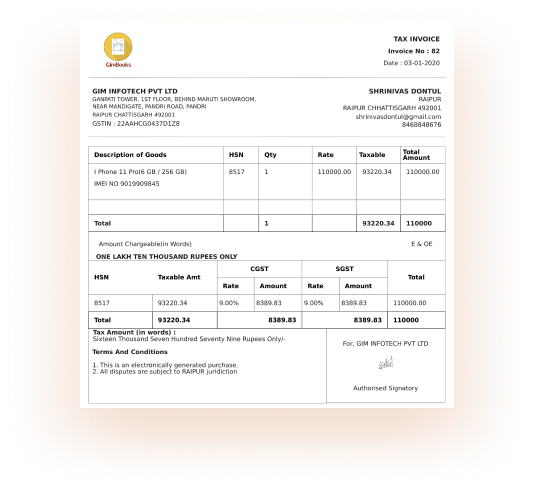 GimBooks
TAX INVOICE
Invoice No : 82
Date : 03-01-2020
GIM INFOTECH PVT LTD
GANPATI TOWER, 1ST FLOOR, BEHIND MARUTI SHOWROOM,
NEAR MANDIGATE, PANDRI ROAD, PANDRI
RAIPUR CHATTISGARH 492001
GSTIN : 22AAHCG0437D1Z8
SHRINIVAS DONTUL
RAIPUR
RAIPUR CHHATTISGARH 492001
shrinivasdontul@gmail.com
8468848676
Description of Goods HSN Qty Rate Taxable Total Amount
I Phone 11 Pro(6 GB / 256 GB) 8517 1 110000.00 93220.34 110000.00
IMEI NO 9019909845
Total 1 93220.34 110000
Amount Chargeable(in Words) E & OE
ONE LAKH TEN THOUSAND RUPEES ONLY
HSN Taxable Amt CGST SGST Total
Rate Amount Rate Amount
8517 93220.34 9.00% 8389.83 9.00% 8389.83 110000.00
Total 93220.34 8389.83 8389.83 110000
Tax Amount (in words) :
Sixteen Thousand Seven Hundred Seventy Nine Rupees Only/-
Terms And Conditions
1. This is an electronically generated purchase.
2. All disputes are subject to RAIPUR juridiction
For, GIM INFOTECH PVT LTD
Authorised Signatory